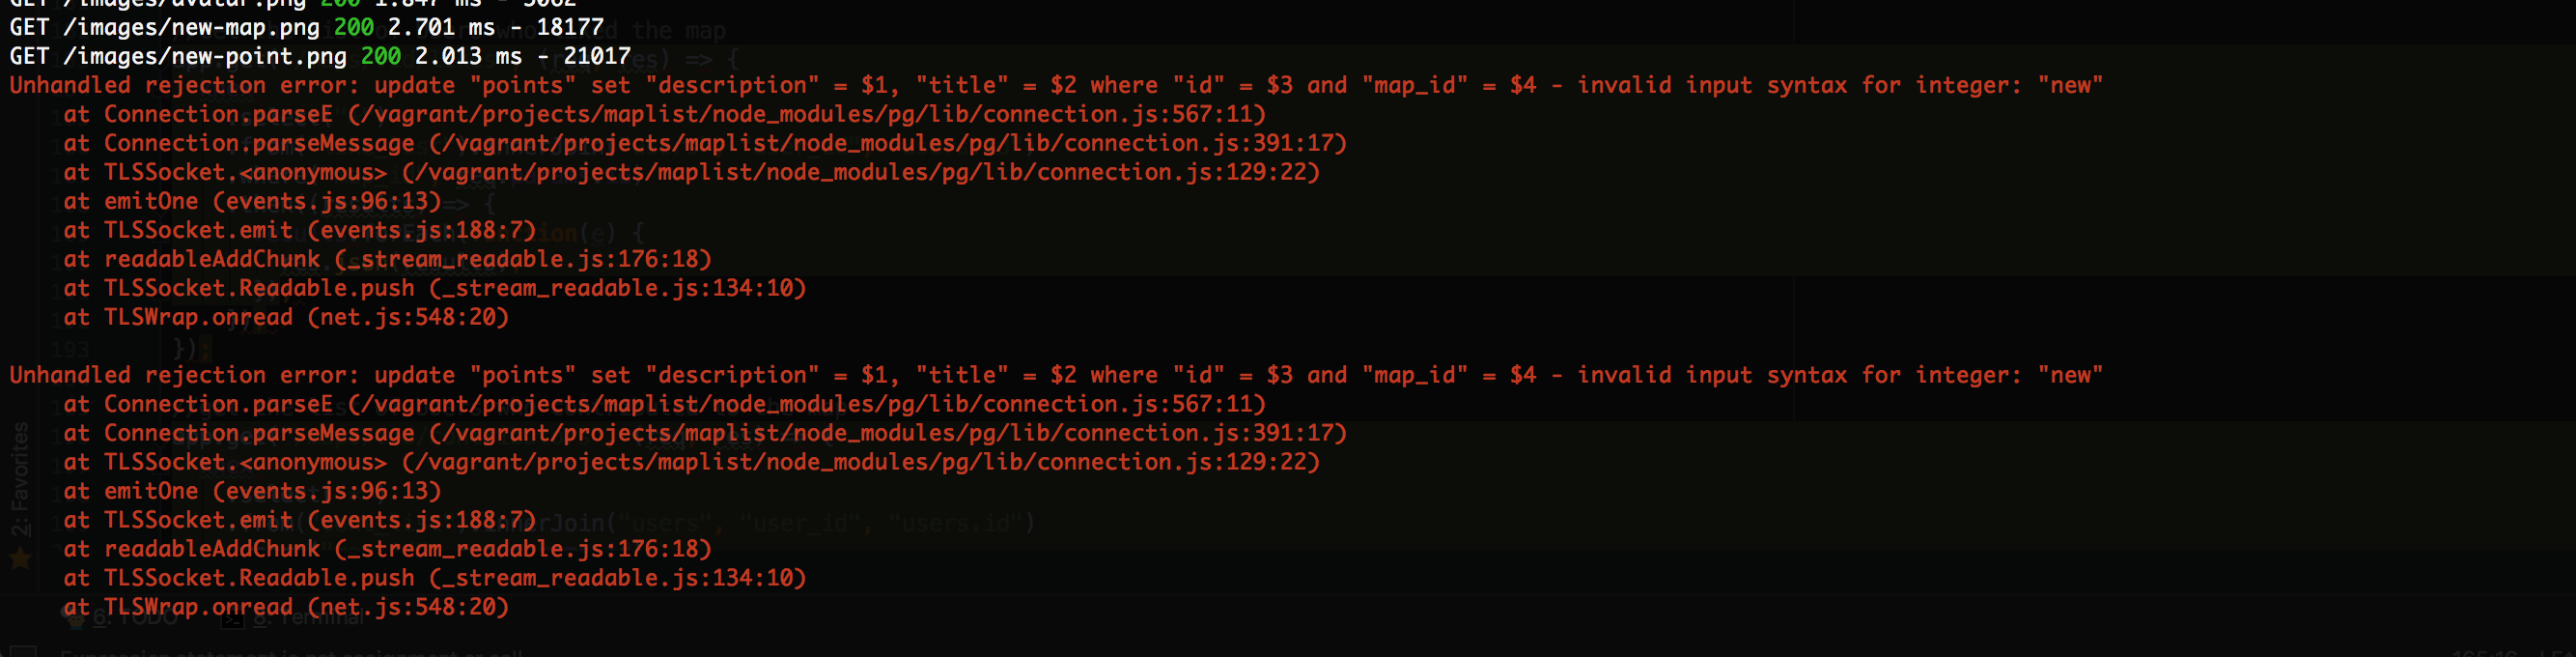 GET /images/avatar.png 200 1.847 ms - 5062
GET /images/new-map.png 200 2.701 ms - 18177
GET /images/new-point.png 200 2.013 ms - 21017
Unhandled rejection error: update "points" set "description" = $1, "title" = $2 where "id" = $3 and "map_id" = $4 - invalid input syntax for integer: "new"
at Connection.parseE (/vagrant/projects/maplist/node_modules/pg/lib/connection.js:567:11)
at Connection.parseMessage (/vagrant/projects/maplist/node_modules/pg/lib/connection.js:391:17)
at TLSSocket.<anonymous> (/vagrant/projects/maplist/node_modules/pg/lib/connection.js:129:22)
at emitOne (events.js:96:13)
at TLSSocket.emit (events.js:188:7)
at readableAddChunk (_stream_readable.js:176:18)
at TLSSocket.Readable.push (_stream_readable.js:134:10)
at TLSWrap.onread (net.js:548:20)
193 });
Unhandled rejection error: update "points" set "description" = $1, "title" = $2 where "id" = $3 and "map_id" = $4 - invalid input syntax for integer: "new"
at Connection.parseE (/vagrant/projects/maplist/node_modules/pg/lib/connection.js:567:11)
at Connection.parseMessage (/vagrant/projects/maplist/node_modules/pg/lib/connection.js:391:17)
at TLSSocket.<anonymous> (/vagrant/projects/maplist/node_modules/pg/lib/connection.js:129:22)
at emitOne (events.js:96:13)
at TLSSocket.emit (events.js:188:7)
at readableAddChunk (_stream_readable.js:176:18)
at TLSSocket.Readable.push (_stream_readable.js:134:10)
at TLSWrap.onread (net.js:548:20)
2: Favorites
"users", "user_id", "users.id")
6: TODO
8: Terminal